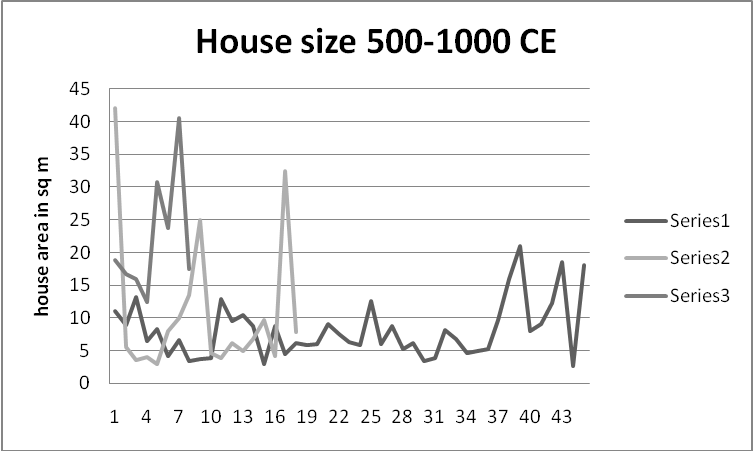 House size 500-1000 CE
house area in sq m
45
40
35
30
25
20
15
10
5
0
1 4 7 10 13 16 19 22 25 28 31 34 37 40 43
Series1
Series2
Series3